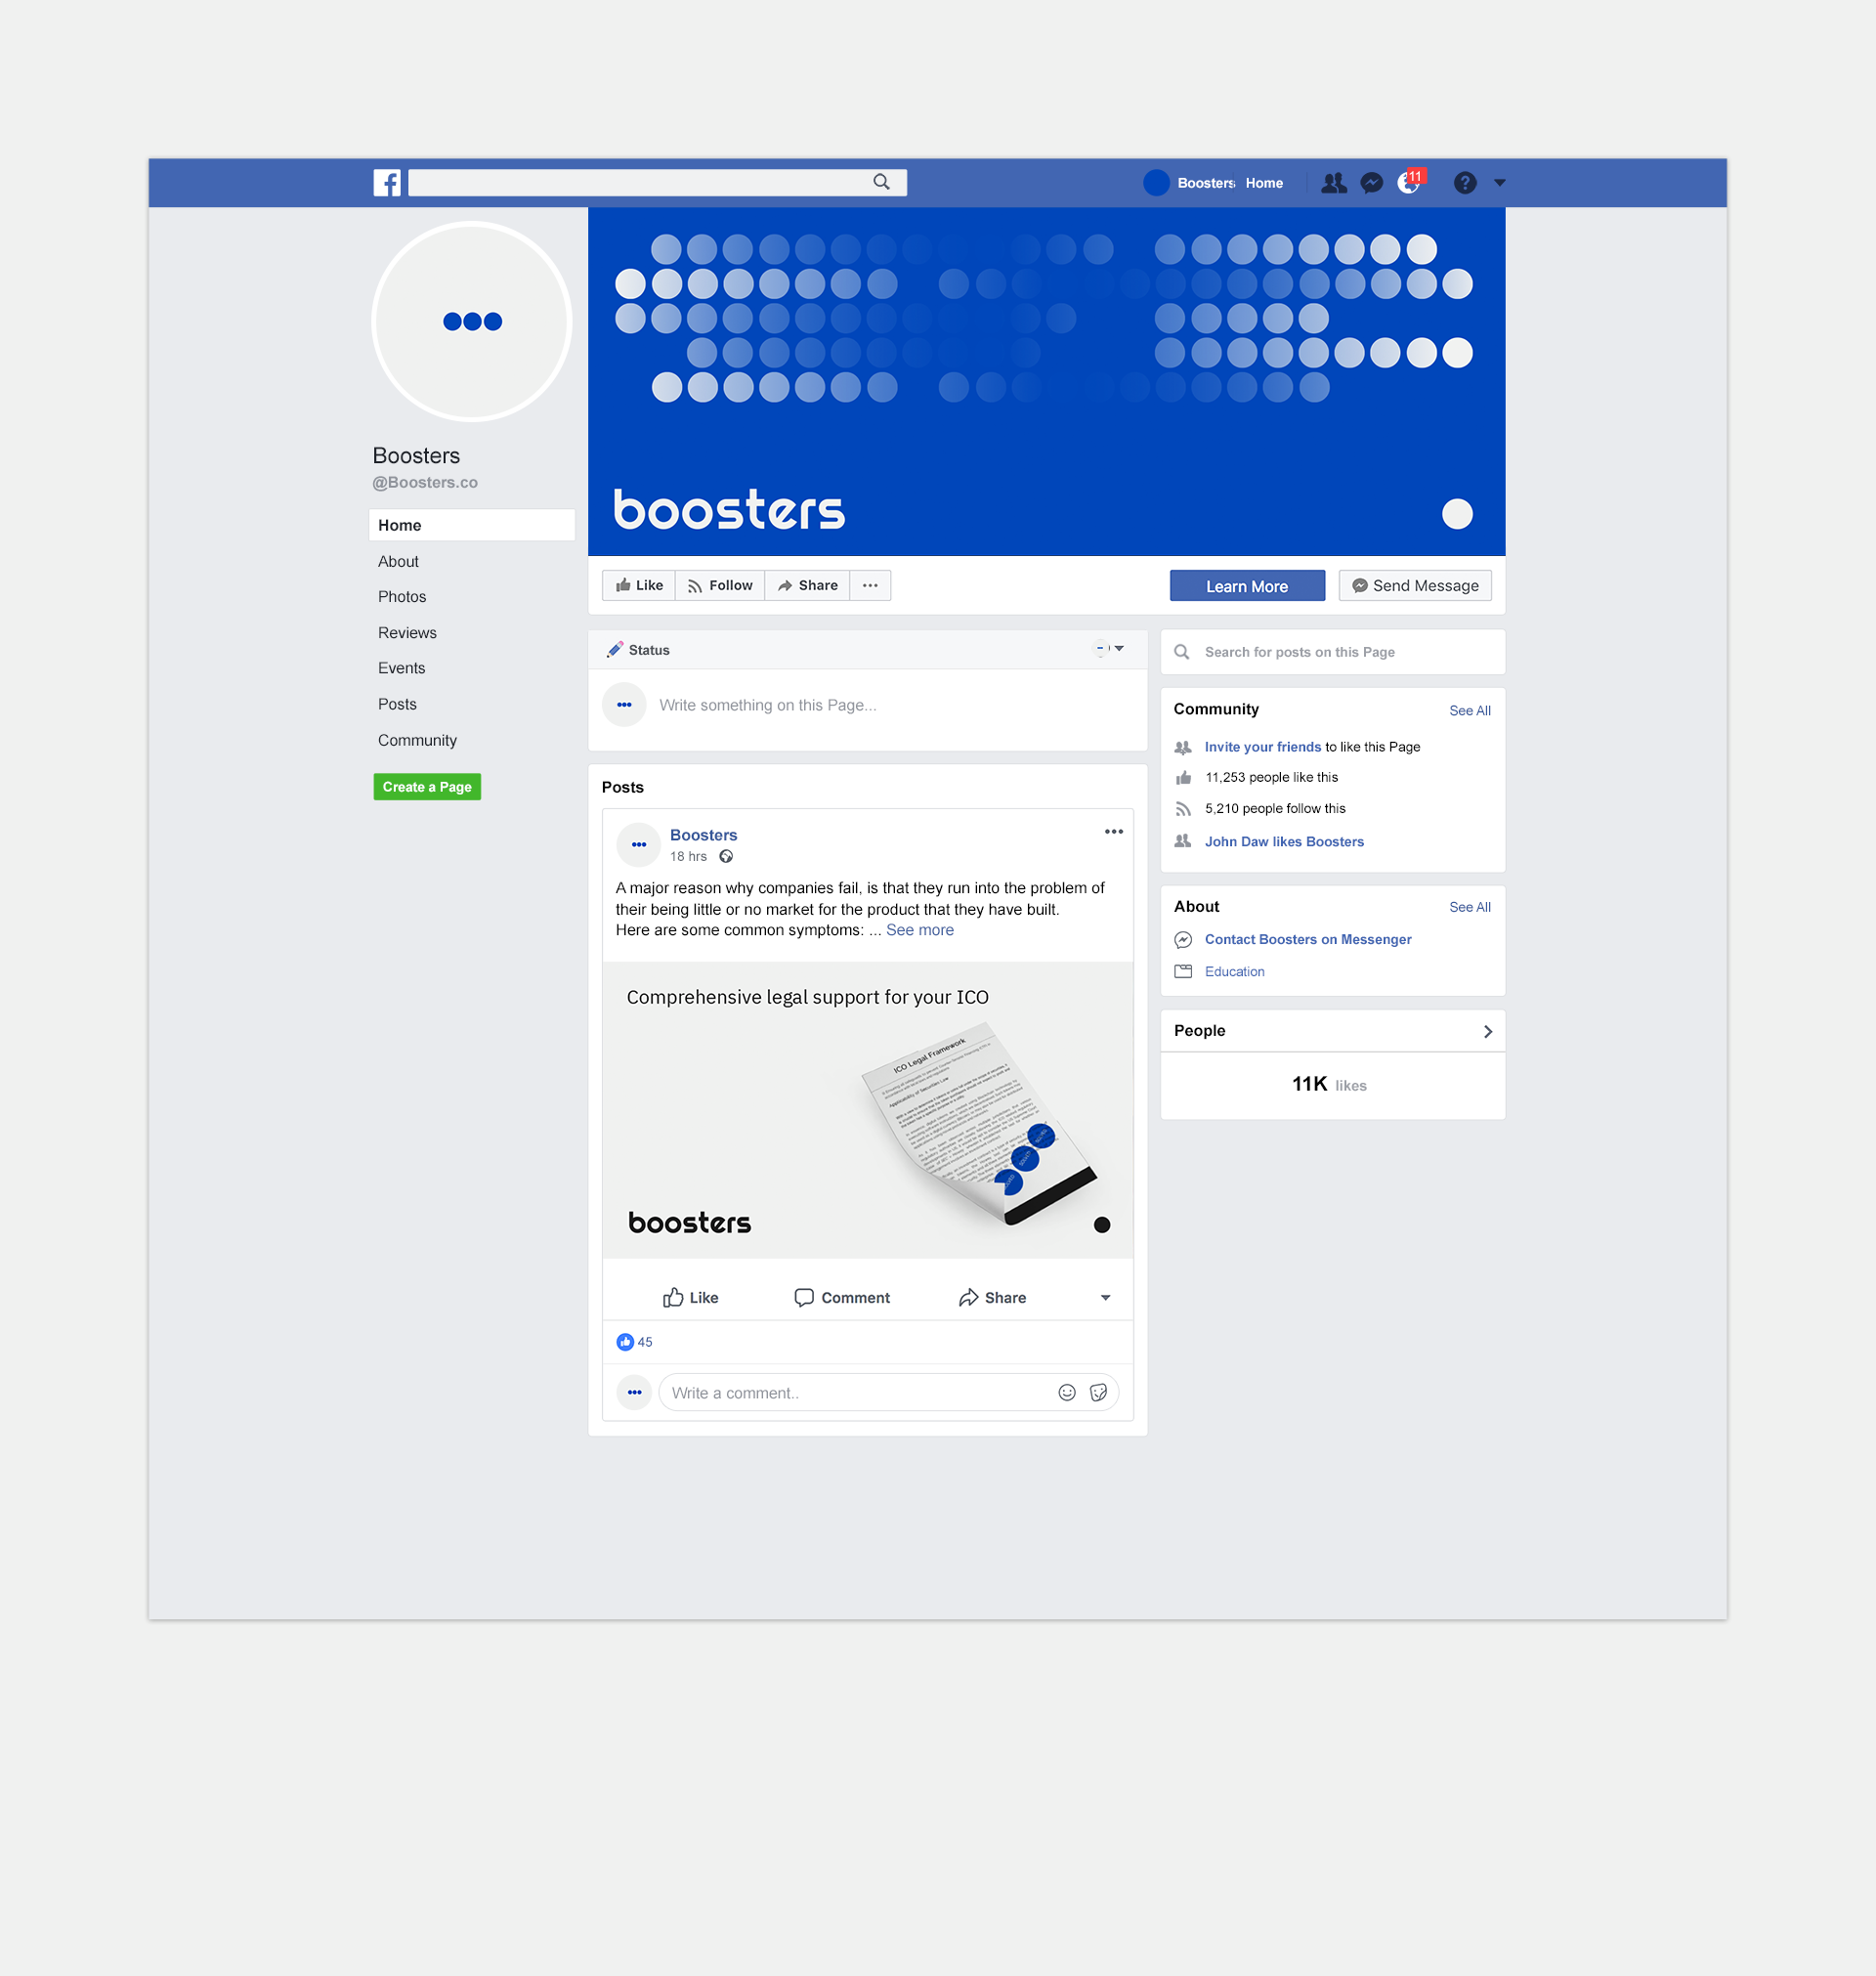 Boosters Home
11
Boosters
@Boosters.co
Home
About
Photos
Reviews
Events
Posts
Community
Create a Page
boosters
Like Follow Share
Learn More
Send Message
Status
Write something on this Page...
Posts
Boosters
18 hrs
A major reason why companies fail, is that they run into the problem of
their being little or no market for the product that they have built.
Here are some common symptoms: ... See more
Comprehensive legal support for your ICO
ICO Legal Framework
Applicability of Securities Law
boosters
Like Comment Share
45
Write a comment..
Search for posts on this Page
Community See All
Invite your friends to like this Page
11,253 people like this
5,210 people follow this
John Daw likes Boosters
About See All
Contact Boosters on Messenger
Education
People
11K likes